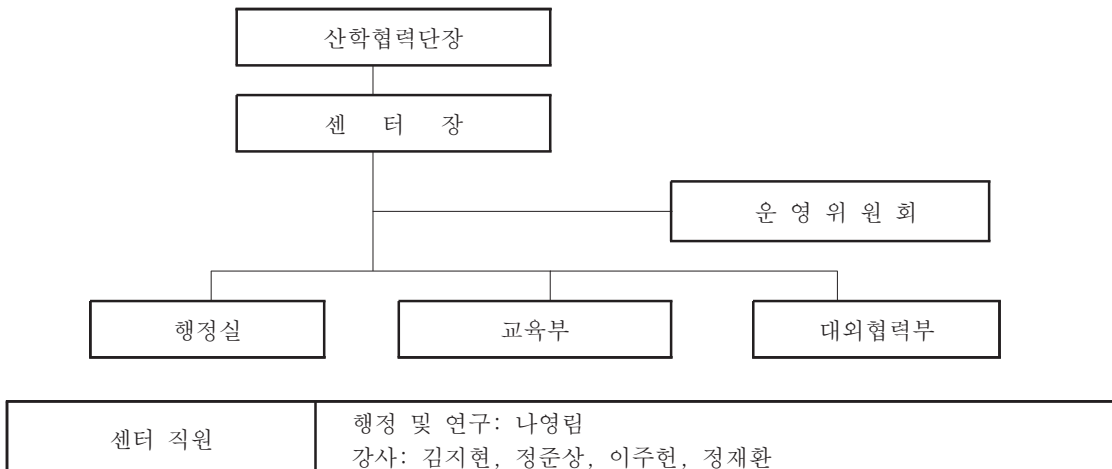 산학협력단장
센 터 장
운 영 위 원 회
행정실
교육부
대외협력부
센터 직원
행정 및 연구: 나영림
강사: 김지현, 정준상, 이주헌, 정재환